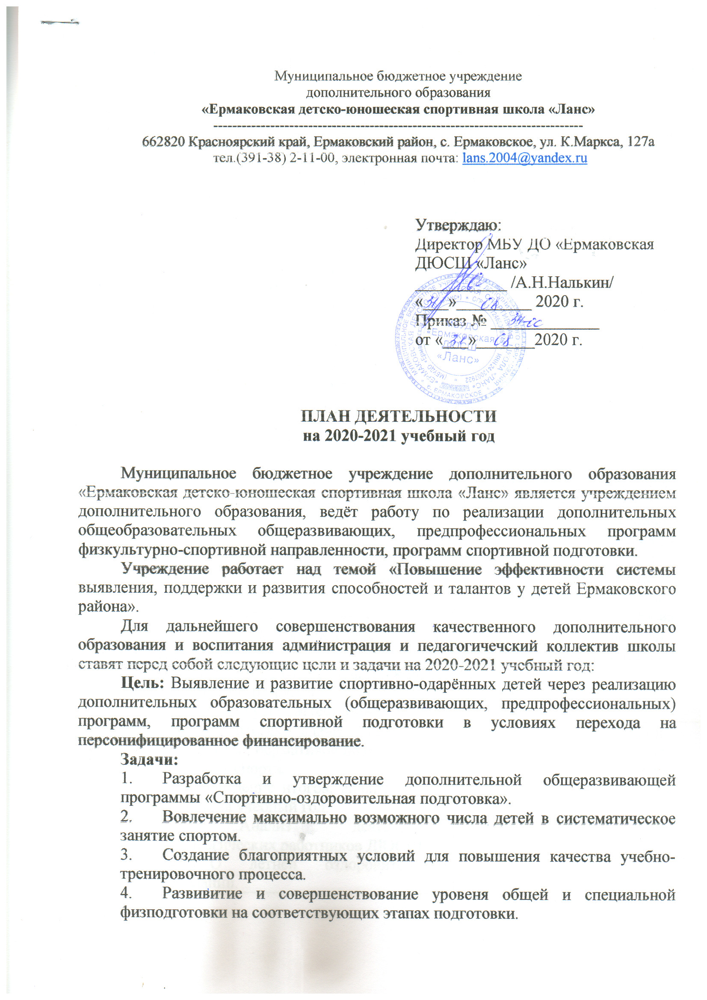 Муниципальное бюджетное учреждение
дополнительного образования
«Ермаковская детско-юношеская спортивная школа «Ланс»
------------------------------------------------------------------------------
662820 Красноярский край, Ермаковский район, с. Ермаковское, ул. К.Маркса, 127а
тел.(391-38) 2-11-00, электронная почта: lans.2004@yandex.ru
Утверждаю:
Директор МБУ ДО «Ермаковская
ДЮСШ «Ланс»
/А.Н.Налькин/
«31» 08 2020 г.
Приказ № 34-ос
от «31» 08 2020 г.
МБУДО
«Ермаковская
ДЮСШ
«Ланс»
с. ЕРМАКОВСКОЕ
ПЛАН ДЕЯТЕЛЬНОСТИ
на 2020-2021 учебный год
Муниципальное бюджетное учреждение дополнительного образования
«Ермаковская детско-юношеская спортивная школа «Ланс» является учреждением
дополнительного образования, ведёт работу по реализации дополнительных
общеобразовательных общеразвивающих, предпрофессиональных программ
физкультурно-спортивной направленности, программ спортивной подготовки.
Учреждение работает над темой «Повышение эффективности системы
выявления, поддержки и развития способностей и талантов у детей Ермаковского
района».
Для дальнейшего совершенствования качественного дополнительного
образования и воспитания администрация и педагогичечский коллектив школы
ставят перед собой следующие цели и задачи на 2020-2021 учебный год:
Цель: Выявление и развитие спортивно-одарённых детей через реализацию
дополнительных образовательных (общеразвивающих, предпрофессиональных)
программ, программ спортивной подготовки в условиях перехода на
персонифицированное финансирование.
Задачи:
1. Разработка и утверждение дополнительной общеразвивающей
программы «Спортивно-оздоровительная подготовка».
2. Вовлечение максимально возможного числа детей в систематическое
занятие спортом.
3. Создание благоприятных условий для повышения качества учебно-
тренировочного процесса.
4. Развивитие и совершенствование уровеня общей и специальной
физподготовки на соответствующих этапах подготовки.